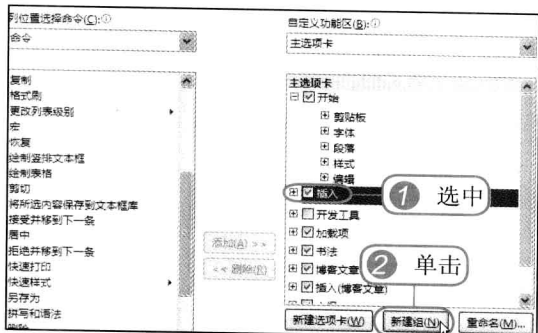 列位置选择命令(C):
命令
复制
格式刷
更改列表级别
宏
恢复
绘制竖排文本框
绘制表格
剪切
将所选内容保存到文本框库
接受并移到下一条
居中
拒绝并移到下一条
快速打印
快速样式
另存为
拼写和语法
添加(A) >>
<< 删除(R)
自定义功能区(B):
主选项卡
主选项卡
开始
剪贴板
字体
段落
样式
编辑
插入
1 选中
开发工具
加载项
书法
博客文章
2 单击
插入(博客文章)
新建选项卡(W)
新建组(N)
重命名(M)...